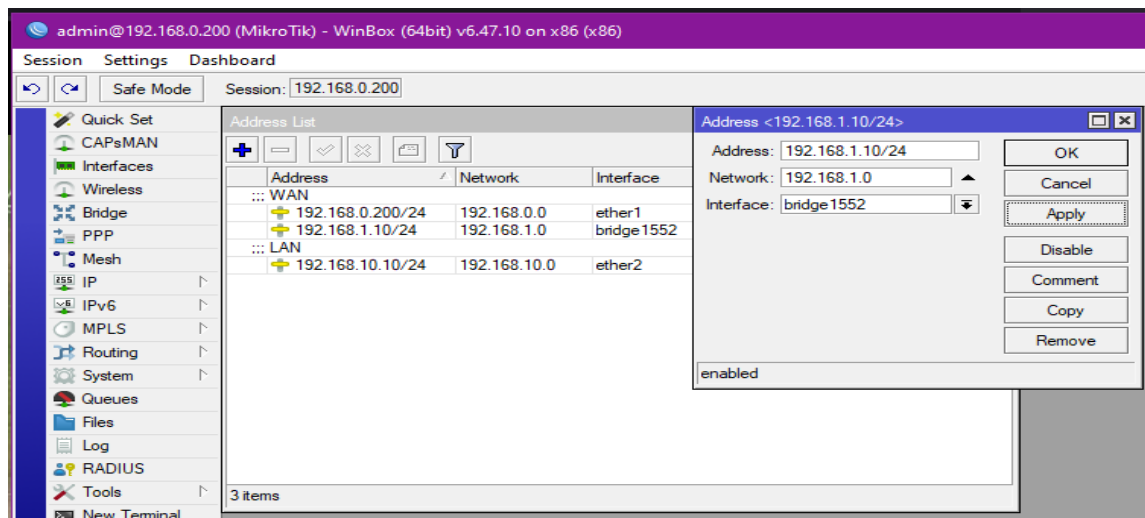 admin@192.168.0.200 (MikroTik) - WinBox (64bit) v6.47.10 on x86 (x86)
Session Settings Dashboard
Safe Mode Session: 192.168.0.200
Quick Set
CAPsMAN
Interfaces
Wireless
Bridge
PPP
Mesh
255 IP
v6 IPv6
MPLS
Routing
System
Queues
Files
Log
RADIUS
Tools
New Terminal
Address List
Address Network Interface
::: WAN
192.168.0.200/24 192.168.0.0 ether1
192.168.1.10/24 192.168.1.0 bridge1552
::: LAN
192.168.10.10/24 192.168.10.0 ether2
3 items
Address <192.168.1.10/24>
Address: 192.168.1.10/24
Network: 192.168.1.0
Interface: bridge1552
OK
Cancel
Apply
Disable
Comment
Copy
Remove
enabled